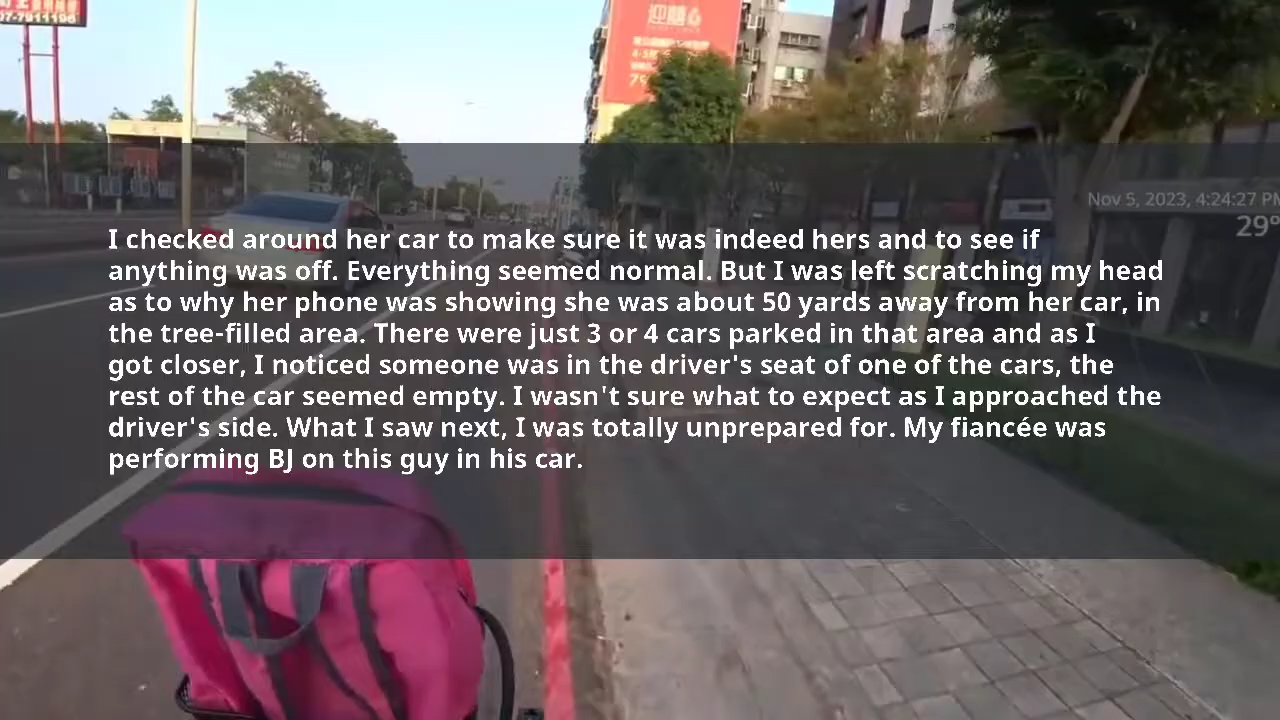 07-7911196
迎囍
I checked around her car to make sure it was indeed hers and to see if
anything was off. Everything seemed normal. But I was left scratching my head
as to why her phone was showing she was about 50 yards away from her car, in
the tree-filled area. There were just 3 or 4 cars parked in that area and as I
got closer, I noticed someone was in the driver's seat of one of the cars, the
rest of the car seemed empty. I wasn't sure what to expect as I approached the
driver's side. What I saw next, I was totally unprepared for. My fiancée was
performing BJ on this guy in his car.
Nov 5, 2023, 4:24:27 PM
29°